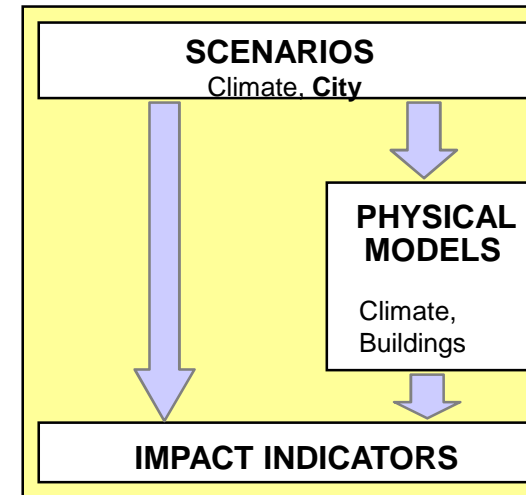 SCENARIOS
Climate, City
PHYSICAL
MODELS
Climate,
Buildings
IMPACT INDICATORS